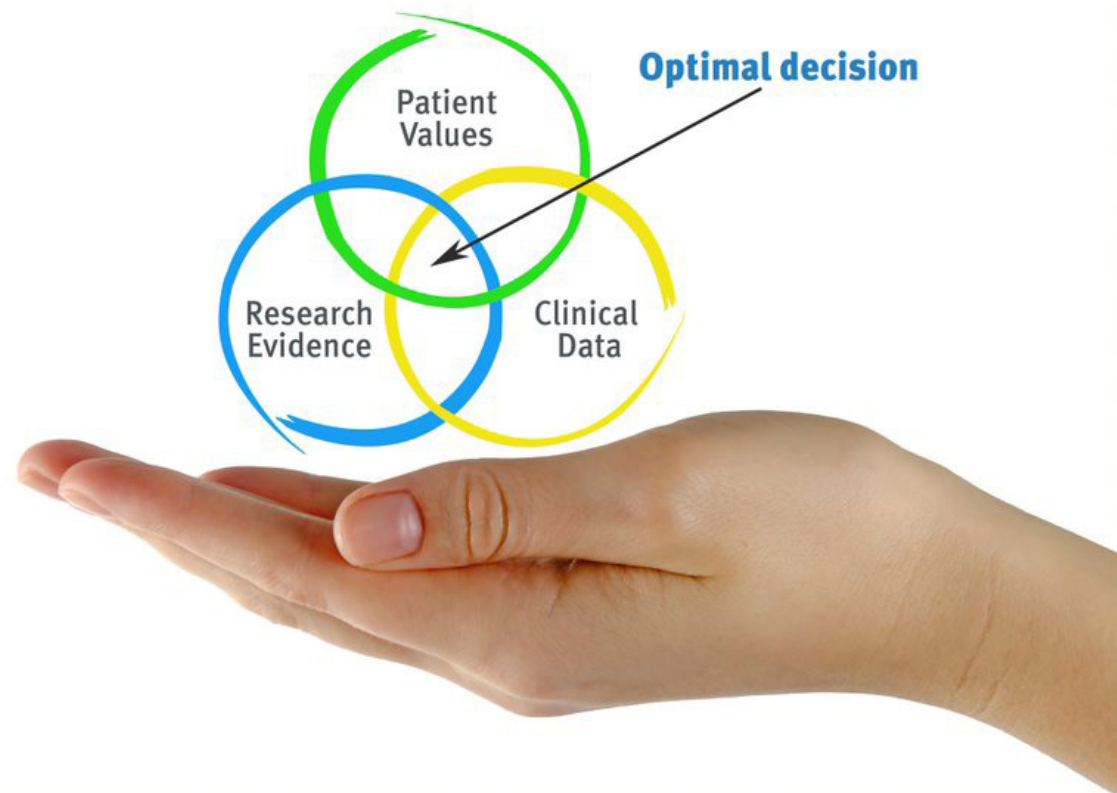 Optimal decision
Patient
Values
Research
Evidence
Clinical
Data